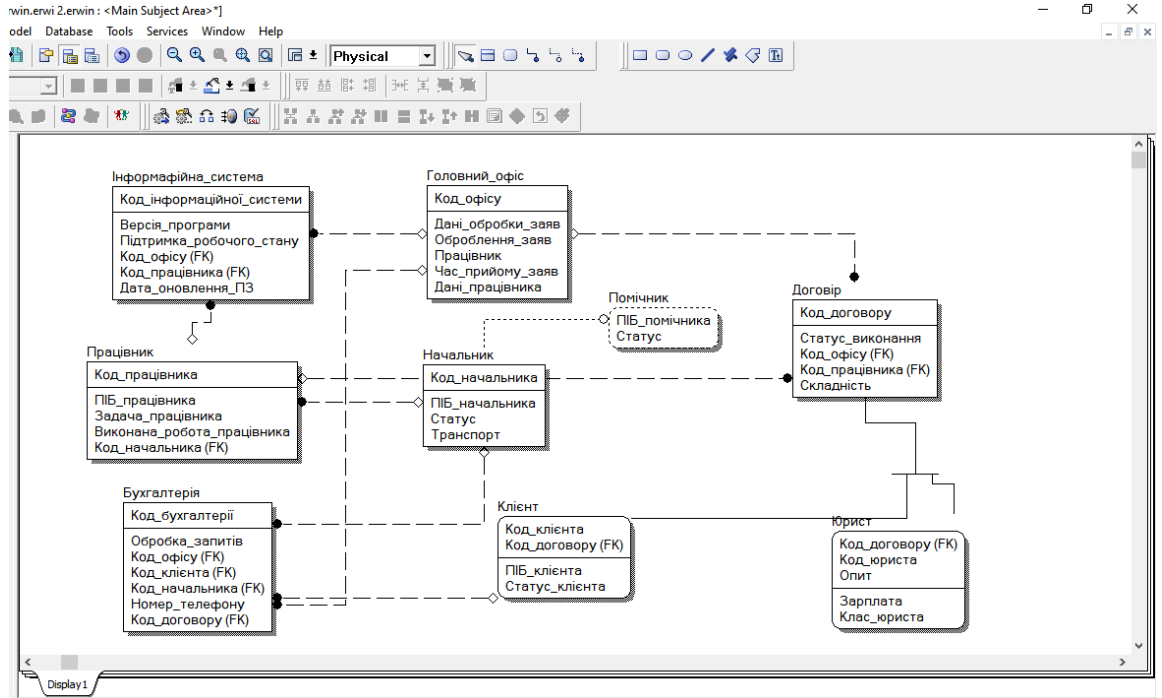 rwin.erwi 2.erwin : <Main Subject Area>*]
odel Database Tools Services Window Help
Physical
Інформафійна_система
Код_інформаційної_системи
Версія_програми
Підтримка_робочого_стану
Код_офісу (FK)
Код_працівника (FK)
Дата_оновлення_ПЗ
Головний_офіс
Код_офісу
Дані_обробки_заяв
Оброблення_заяв
Працівник
Час_прийому_заяв
Дані_працівника
Помічник
ПІБ_помічника
Статус
Договір
Код_договору
Статус_виконання
Код_офісу (FK)
Код_працівника (FK)
Складність
Працівник
Код_працівника
ПІБ_працівника
Задача_працівника
Виконана_робота_працівника
Код_начальника (FK)
Начальник
Код_начальника
ПІБ_начальника
Статус
Транспорт
Бухгалтерія
Код_бухгалтерії
Обробка_запитів
Код_офісу (FK)
Код_клієнта (FK)
Код_начальника (FK)
Номер_телефону
Код_договору (FK)
Клієнт
Код_клієнта
Код_договору (FK)
ПІБ_клієнта
Статус_клієнта
Юрист
Код_договору (FK)
Код_юриста
Опит
Зарплата
Клас_юриста
Display1